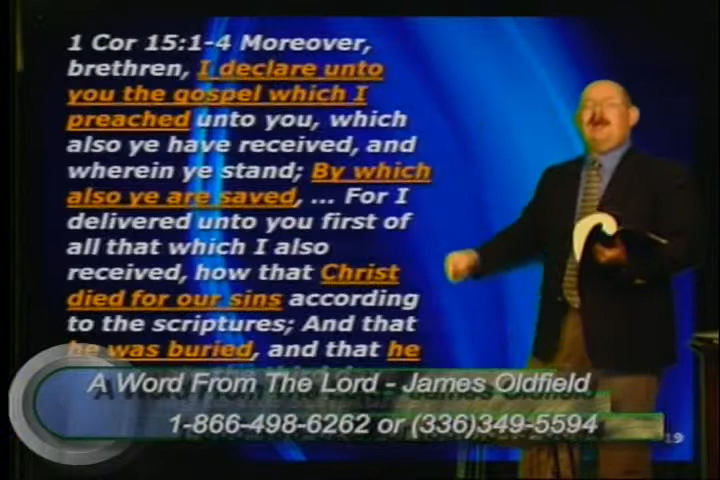 1 Cor 15:1-4 Moreover,
brethren, I declare unto
you the gospel which I
preached unto you, which
also ye have received, and
wherein ye stand; By which
also ye are saved, ... For I
delivered unto you first of
all that which I also
received, how that Christ
died for our sins according
to the scriptures; And that
he was buried, and that he
A Word From The Lord - James Oldfield
1-866-498-6262 or (336)349-5594
19